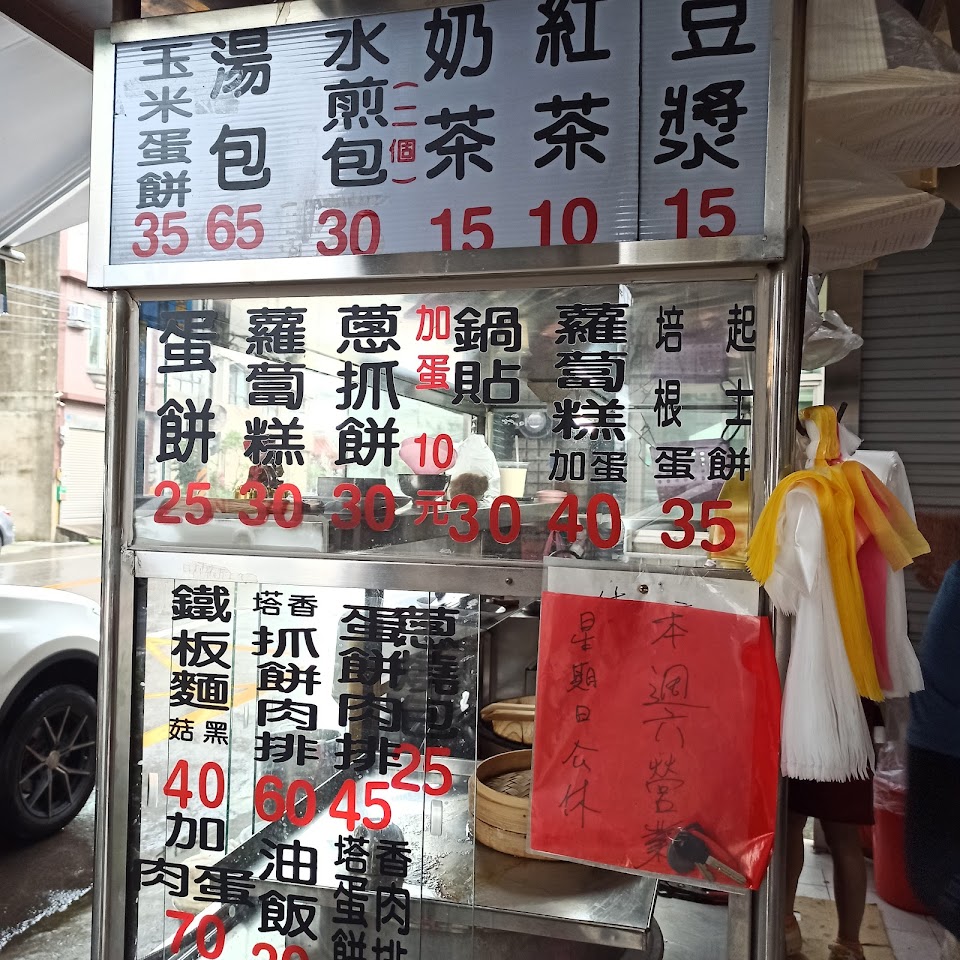 豆漿
15
紅茶
10
奶茶
15
水煎包
(二個)
30
湯包
65
玉米蛋餅
35
起士
培根
蛋餅
35
蘿蔔糕
加蛋
40
鍋貼
30
加蛋10元
蔥抓餅
30
蘿蔔糕
30
蛋餅
25
本週六營業
星期日公休
蔥 包
25
蛋餅肉排
45
香塔
抓餅肉排
60
鐵板麵
黑菇
40
香肉排
塔蛋餅
油飯
加蛋肉
70